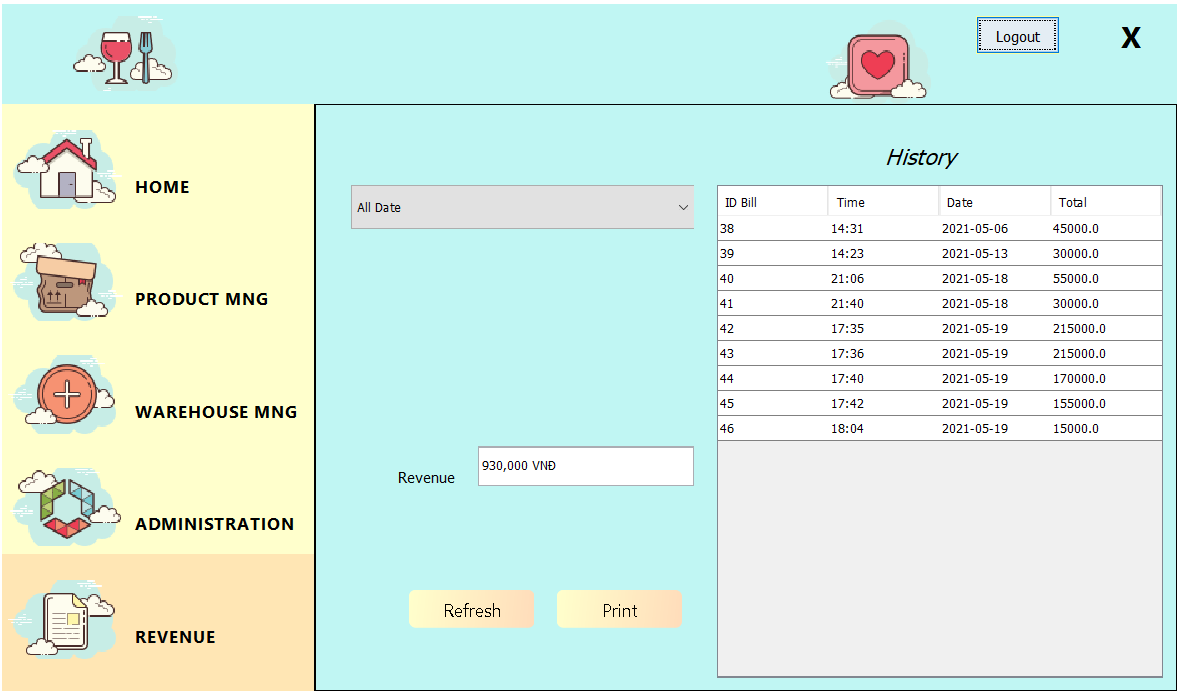 Logout X
HOME
PRODUCT MNG
WAREHOUSE MNG
ADMINISTRATION
REVENUE
All Date
Revenue 930,000 VNĐ
Refresh Print
History
ID Bill Time Date Total
38 14:31 2021-05-06 45000.0
39 14:23 2021-05-13 30000.0
40 21:06 2021-05-18 55000.0
41 21:40 2021-05-18 30000.0
42 17:35 2021-05-19 215000.0
43 17:36 2021-05-19 215000.0
44 17:40 2021-05-19 170000.0
45 17:42 2021-05-19 155000.0
46 18:04 2021-05-19 15000.0